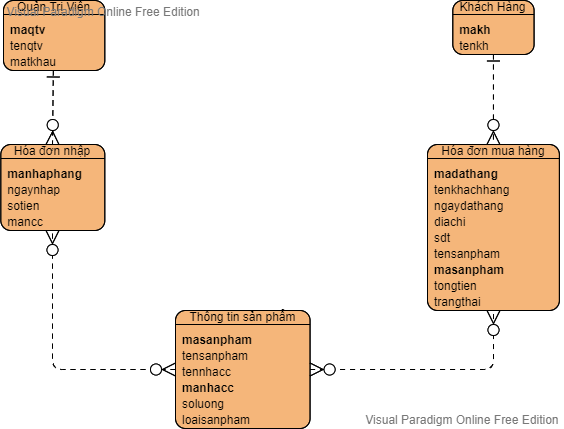 Quản Trị Viên
Visual Paradigm Online Free Edition
maqtv
tenqtv
matkhau
Khách Hàng
makh
tenkh
Hóa đơn nhập
manhaphang
ngaynhap
sotien
mancc
Hóa đơn mua hàng
madathang
tenkhachhang
ngaydathang
diachi
sdt
tensanpham
masanpham
tongtien
trangthai
Thông tin sản phẩm
masanpham
tensanpham
tennhacc
manhacc
soluong
loaisanpham
Visual Paradigm Online Free Edition